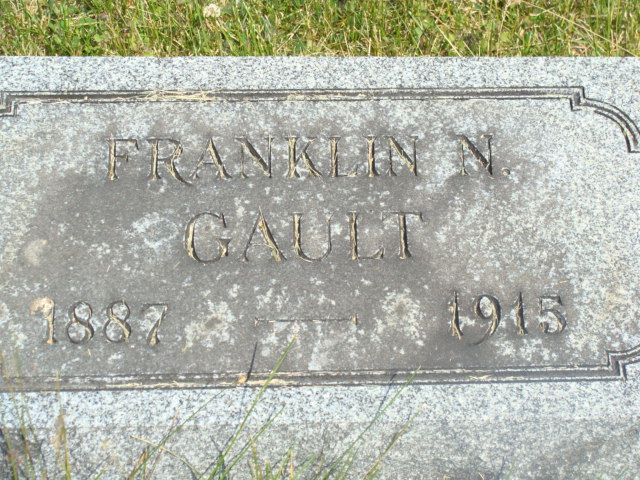 FRANKLIN N.
GAULT
1887 — 1915